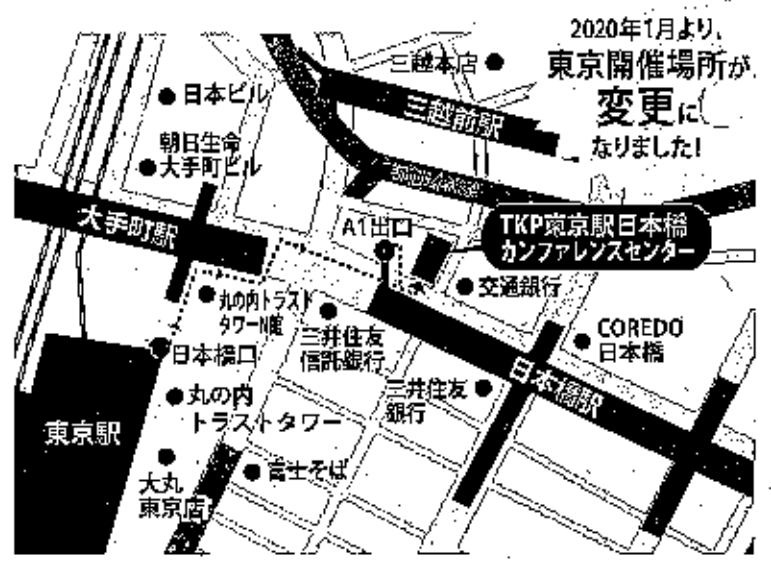 2020年1月より、
東京開催場所が
変更に
なりました!
三越本店
日本ビル
三越前駅
朝日生命
大手町ビル
大手町駅
A1出口
TKP東京駅日本橋
カンファレンスセンター
交通銀行
丸の内トラスト
タワーN館
三井住友
信託銀行
COREDO
日本橋
日本橋口
日本橋駅
三井住友
銀行
丸の内
トラストタワー
東京駅
富士そば
大丸
東京店